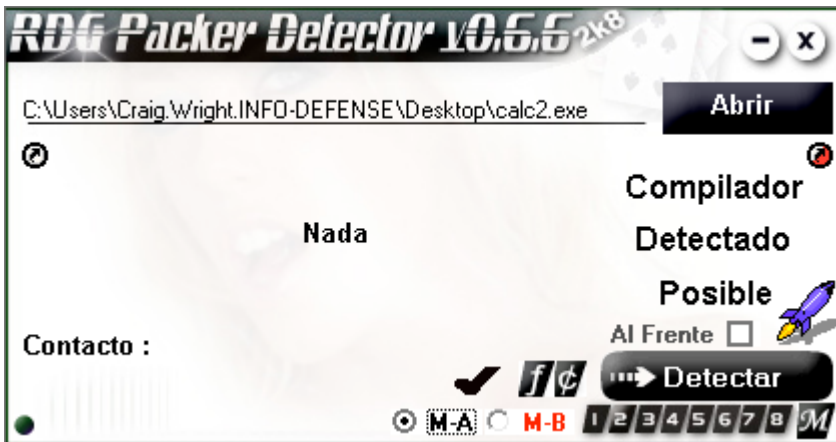 RDG Packer Detector v0.6.6 2k8
C:\Users\Craig.Wright.INFO-DEFENSE\Desktop\calc2.exe
Abrir
Compilador
Nada
Detectado
Posible
Al Frente
Contacto :
ƒ ¢
Detectar
M-A M-B 1 2 3 4 5 6 7 8 M